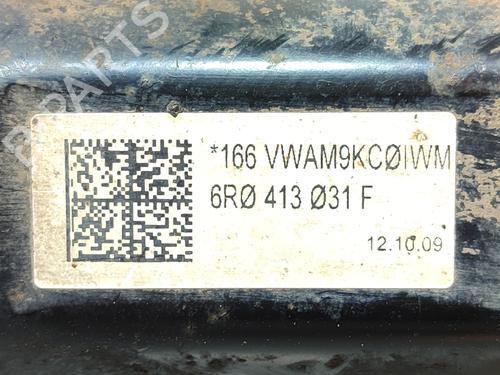 B-PARTS
*166 VWAM9KCØIWM
6RØ 413 Ø31 F
12.10.09